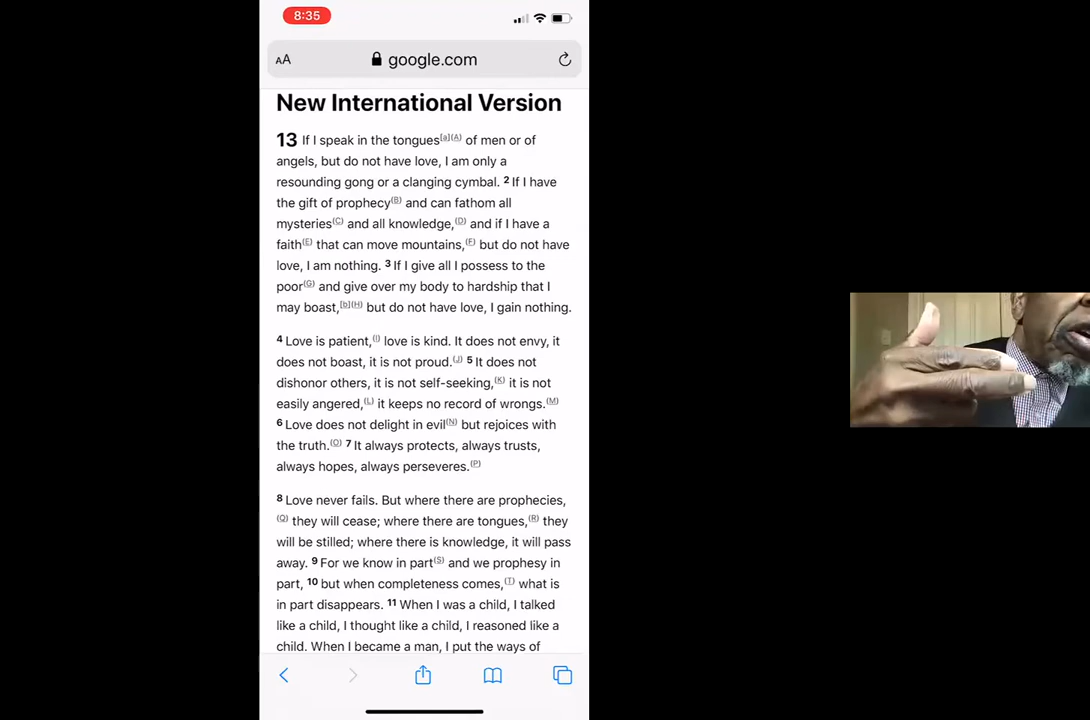 8:35
AA google.com
New International Version
13 If I speak in the tongues[a](A) of men or of
angels, but do not have love, I am only a
resounding gong or a clanging cymbal. 2 If I have
the gift of prophecy(B) and can fathom all
mysteries(C) and all knowledge,(D) and if I have a
faith(E) that can move mountains,(F) but do not have
love, I am nothing. 3 If I give all I possess to the
poor(G) and give over my body to hardship that I
may boast,[b](H) but do not have love, I gain nothing.
4 Love is patient,(I) love is kind. It does not envy, it
does not boast, it is not proud.(J) 5 It does not
dishonor others, it is not self-seeking,(K) it is not
easily angered,(L) it keeps no record of wrongs.(M)
6 Love does not delight in evil(N) but rejoices with
the truth.(O) 7 It always protects, always trusts,
always hopes, always perseveres.(P)
8 Love never fails. But where there are prophecies,
(Q) they will cease; where there are tongues,(R) they
will be stilled; where there is knowledge, it will pass
away. 9 For we know in part(S) and we prophesy in
part, 10 but when completeness comes,(T) what is
in part disappears. 11 When I was a child, I talked
like a child, I thought like a child, I reasoned like a
child. When I became a man, I put the ways of